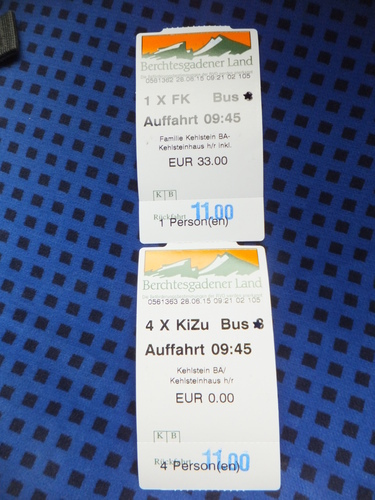 Berchtesgadener Land
0561362 28.06.15 09:21 02 105
1 X FK Bus
Auffahrt 09:45
Familie Kehlstein BA-
Kehlsteinhaus h/r inkl.
EUR 33.00
K B
Rückfahrt 11.00
1 Person(en)
Berchtesgadener Land
0561363 28.06.15 09:21 02 105
4 X KiZu Bus
Auffahrt 09:45
Kehlstein BA/
Kehlsteinhaus h/r
EUR 0.00
K B
Rückfahrt 11.00
4 Person(en)